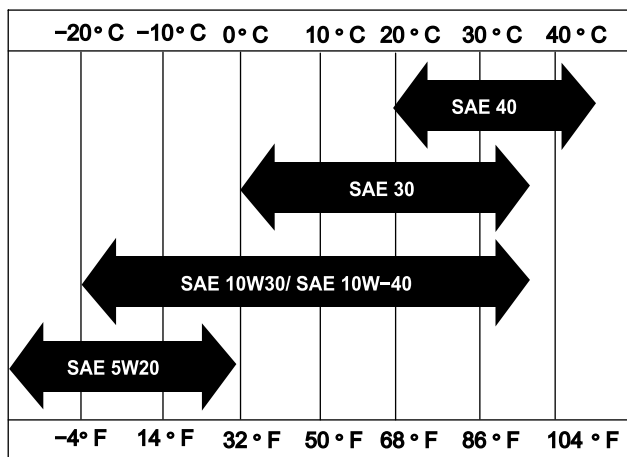 −20° C −10° C 0° C 10° C 20° C 30° C 40° C
SAE 40
SAE 30
SAE 10W30/ SAE 10W−40
SAE 5W20
−4° F 14° F 32° F 50° F 68° F 86° F 104° F